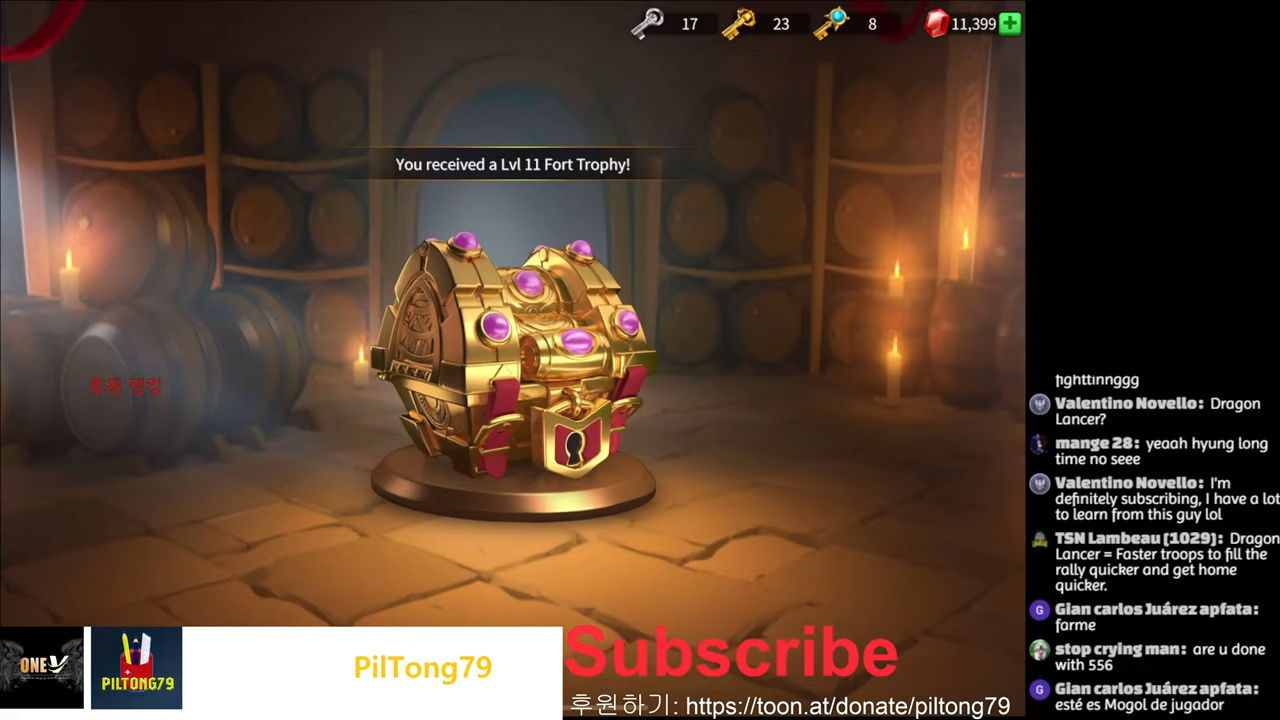 17 23 8 11,399
You received a Lvl 11 Fort Trophy!
후원 랭킹
fighttinnggg
Valentino Novello: Dragon
Lancer?
mange 28: yeaah hyung long
time no seee
Valentino Novello: I'm
definitely subscribing, I have a lot
to learn from this guy lol
TSN Lambeau [1029]: Dragon
Lancer = Faster troops to fill the
rally quicker and get home
quicker.
Gian carlos Juárez apfata:
farme
stop crying man: are u done
with 556
Gian carlos Juárez apfata:
esté es Mogol de jugador
ONE
PILTONG79
PilTong79
Subscribe
후원하기: https://toon.at/donate/piltong79